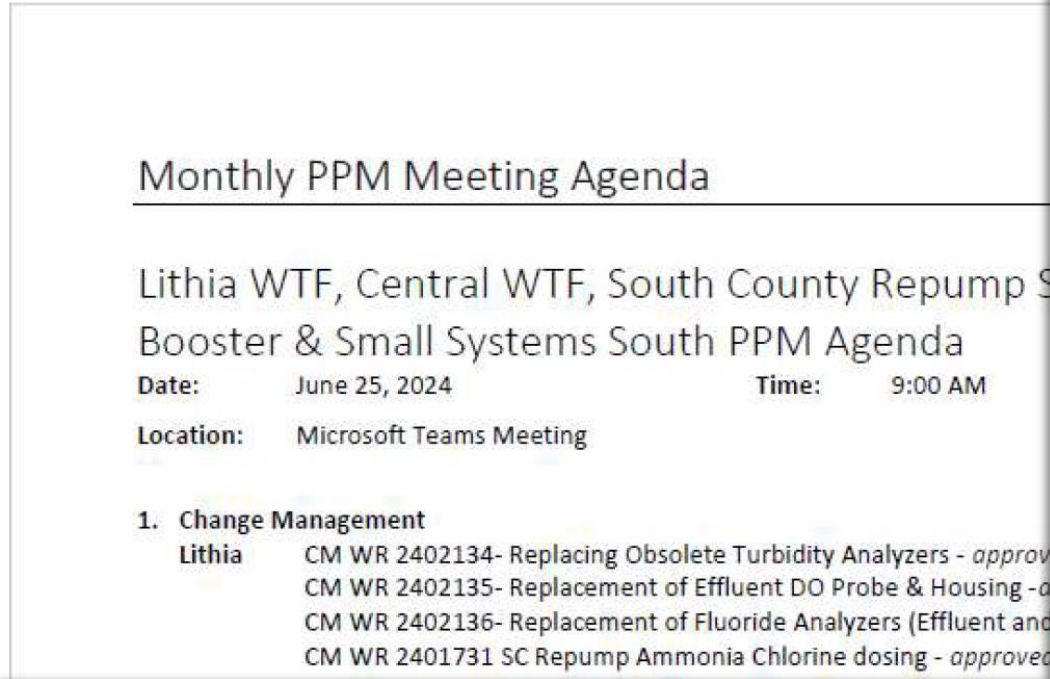 Monthly PPM Meeting Agenda
Lithia WTF, Central WTF, South County Repump
Booster & Small Systems South PPM Agenda
Date: June 25, 2024 Time: 9:00 AM
Location: Microsoft Teams Meeting
1. Change Management
Lithia CM WR 2402134- Replacing Obsolete Turbidity Analyzers -
CM WR 2402135- Replacement of Effluent DO Probe & Housing -
CM WR 2402136- Replacement of Fluoride Analyzers (Effluent and
CM WR 2401731 SC Repump Ammonia Chlorine dosing - approved